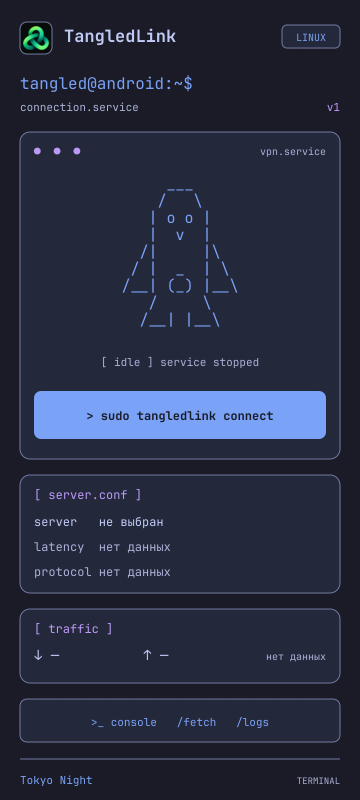 TangledLink LINUX
tangled@android:~$
connection.service v1
vpn.service
[ idle ] service stopped
> sudo tangledlink connect
[ server.conf ]
server не выбран
latency нет данных
protocol нет данных
[ traffic ]
↓ — ↑ — нет данных
>_ console /fetch /logs
Tokyo Night TERMINAL